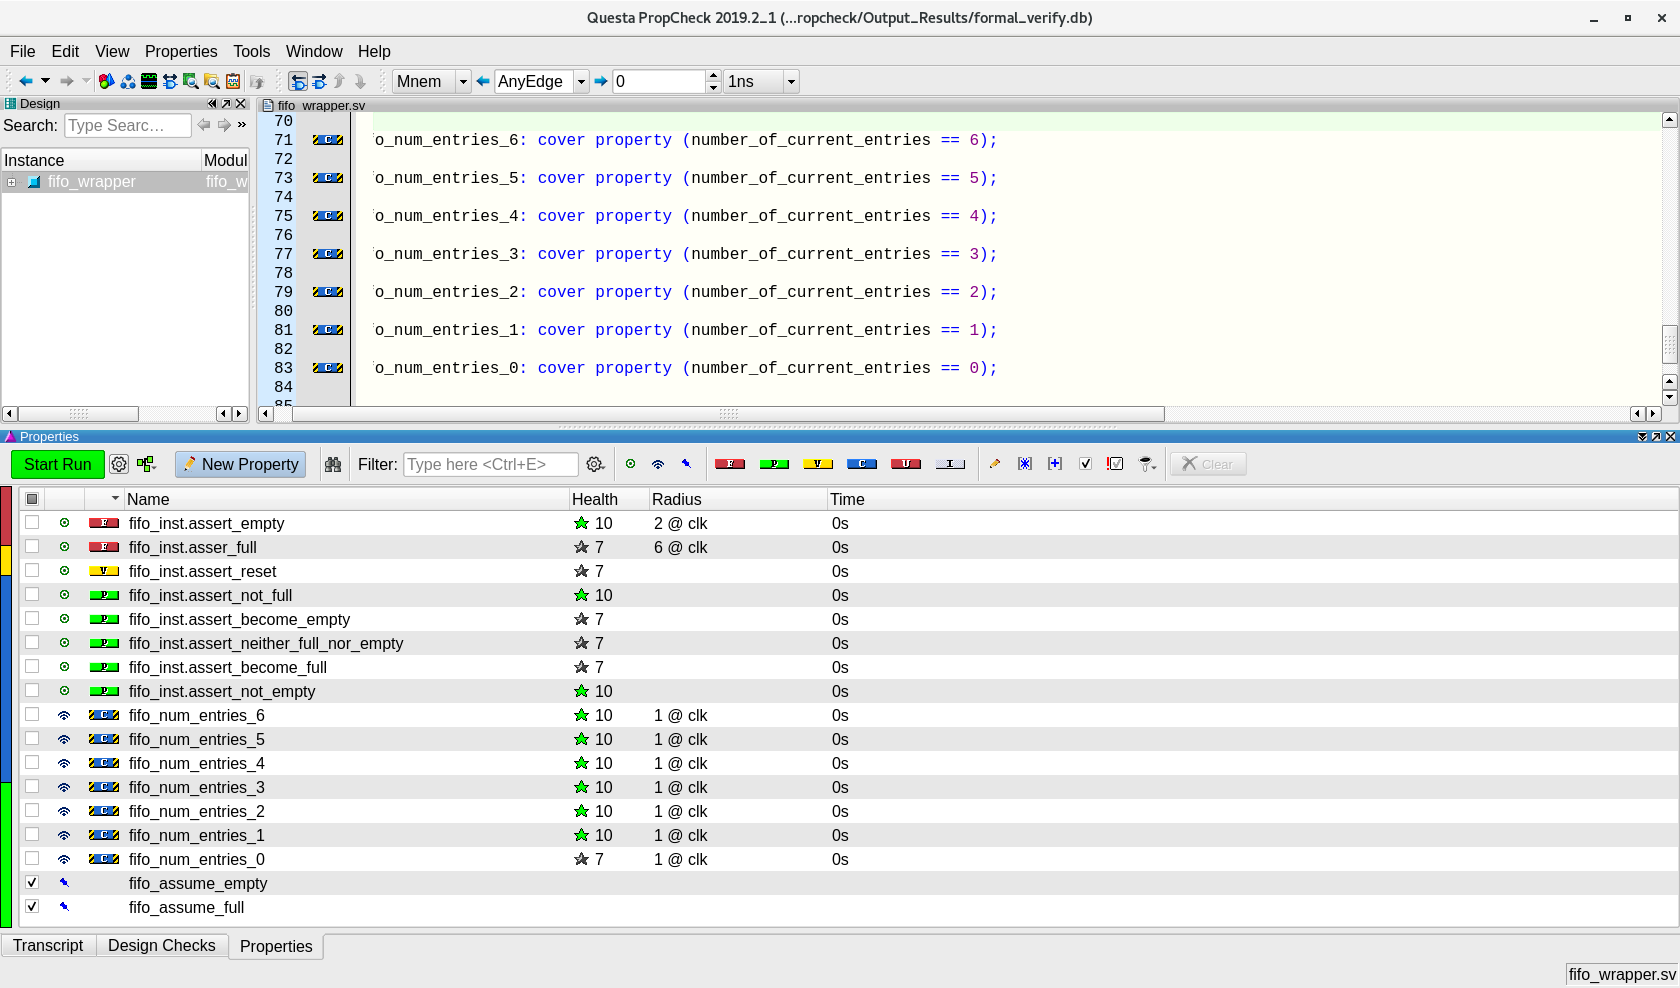 Questa PropCheck 2019.2_1 (...ropcheck/Output_Results/formal_verify.db)
File Edit View Properties Tools Window Help
Mnem AnyEdge 0 1ns
Design
Search: Type Searc…
Instance Modul
fifo_wrapper fifo_w
fifo_wrapper.sv
70
71 C fo_num_entries_6: cover property (number_of_current_entries == 6);
72
73 C fo_num_entries_5: cover property (number_of_current_entries == 5);
74
75 C fo_num_entries_4: cover property (number_of_current_entries == 4);
76
77 C fo_num_entries_3: cover property (number_of_current_entries == 3);
78
79 C fo_num_entries_2: cover property (number_of_current_entries == 2);
80
81 C fo_num_entries_1: cover property (number_of_current_entries == 1);
82
83 C fo_num_entries_0: cover property (number_of_current_entries == 0);
84
85
Properties
Start Run New Property Filter: Type here <Ctrl+E> F P V C U I Clear
Name Health Radius Time
F fifo_inst.assert_empty 10 2 @ clk 0s
F fifo_inst.asser_full 7 6 @ clk 0s
V fifo_inst.assert_reset 7 0s
P fifo_inst.assert_not_full 10 0s
P fifo_inst.assert_become_empty 7 0s
P fifo_inst.assert_neither_full_nor_empty 7 0s
P fifo_inst.assert_become_full 7 0s
P fifo_inst.assert_not_empty 10 0s
C fifo_num_entries_6 10 1 @ clk 0s
C fifo_num_entries_5 10 1 @ clk 0s
C fifo_num_entries_4 10 1 @ clk 0s
C fifo_num_entries_3 10 1 @ clk 0s
C fifo_num_entries_2 10 1 @ clk 0s
C fifo_num_entries_1 10 1 @ clk 0s
C fifo_num_entries_0 7 1 @ clk 0s
fifo_assume_empty
fifo_assume_full
Transcript Design Checks Properties
fifo_wrapper.sv